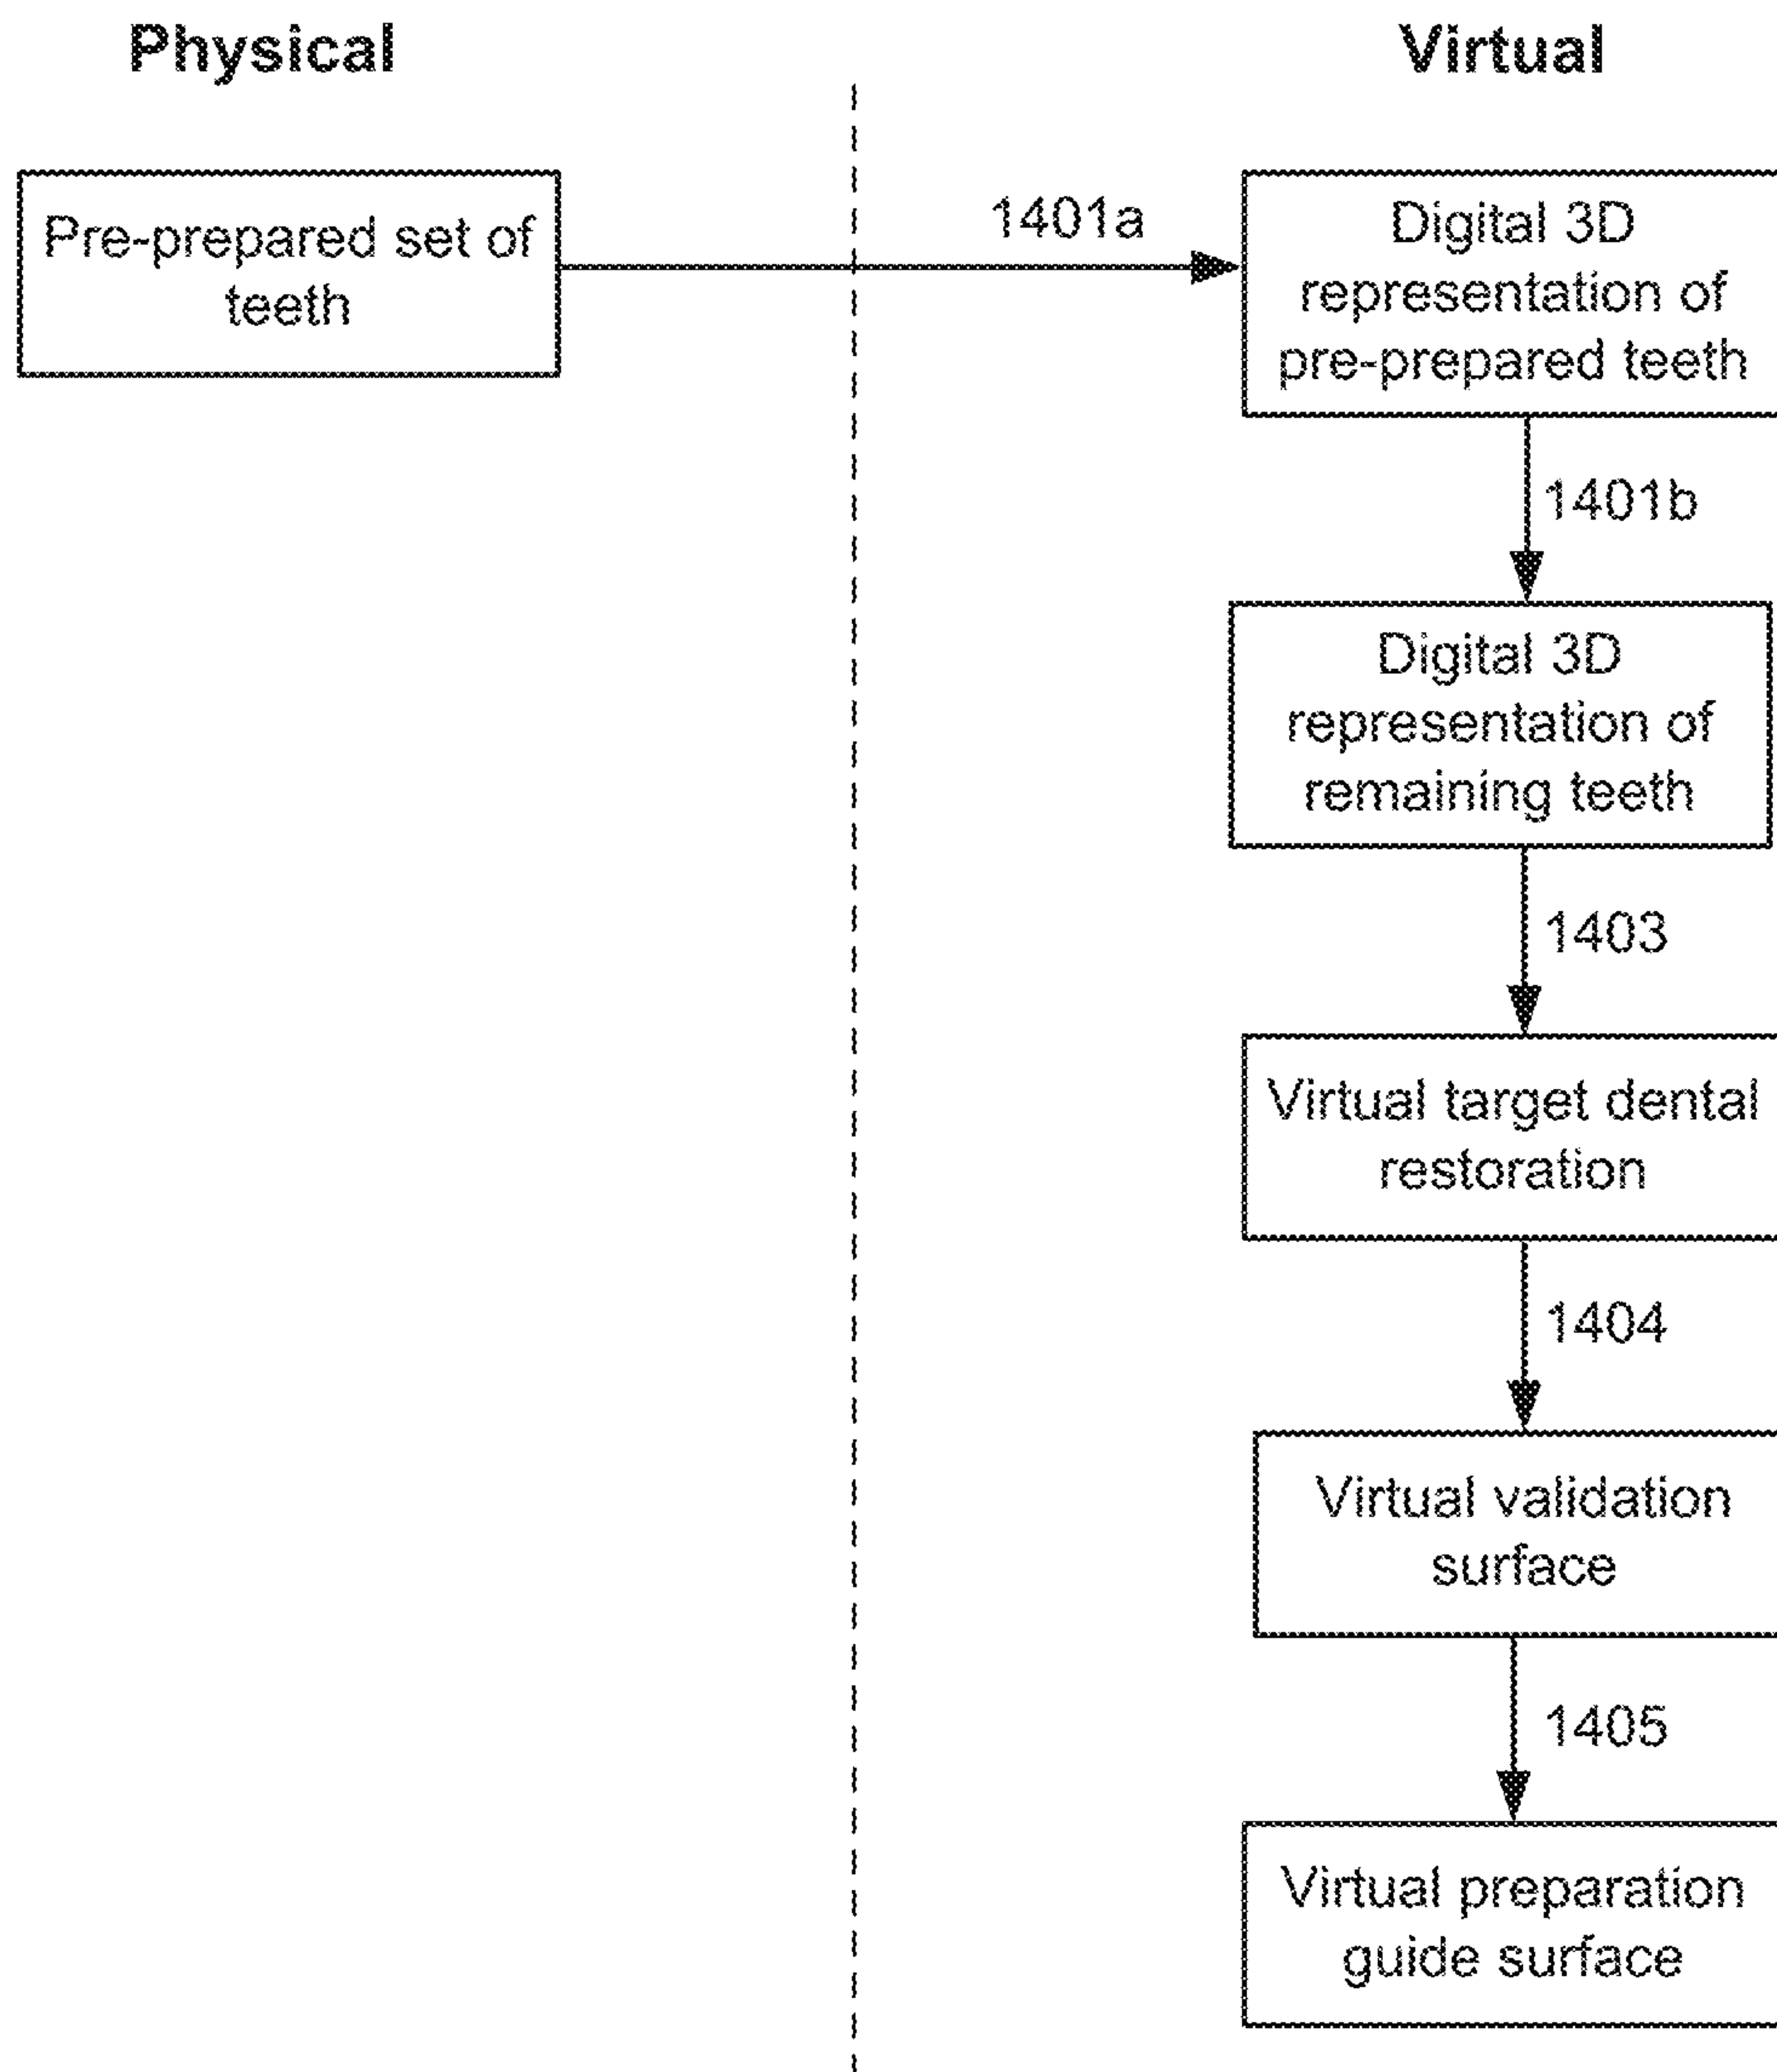 Physical
Virtual
Pre-prepared set of
teeth
1401a
Digital 3D
representation of
pre-prepared teeth
1401b
Digital 3D
representation of
remaining teeth
1403
Virtual target dental
restoration
1404
Virtual validation
surface
1405
Virtual preparation
guide surface